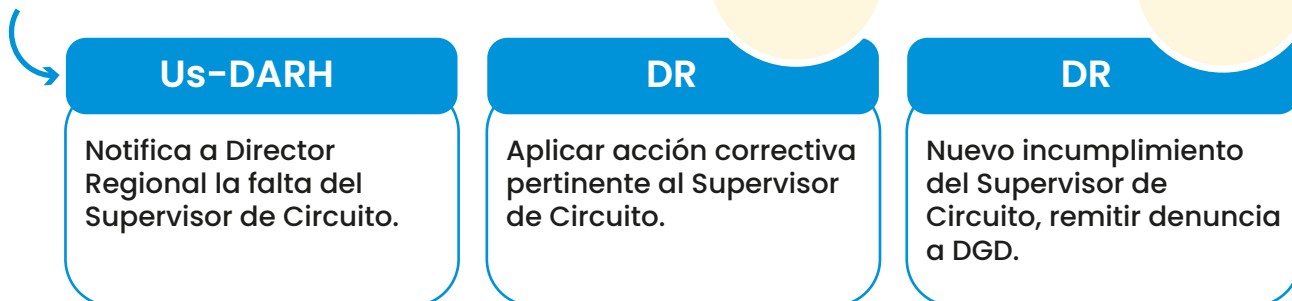 Us-DARH
Notifica a Director
Regional la falta del
Supervisor de Circuito.
DR
Aplicar acción correctiva
pertinente al Supervisor
de Circuito.
DR
Nuevo incumplimiento
del Supervisor de
Circuito, remitir denuncia
a DGD.